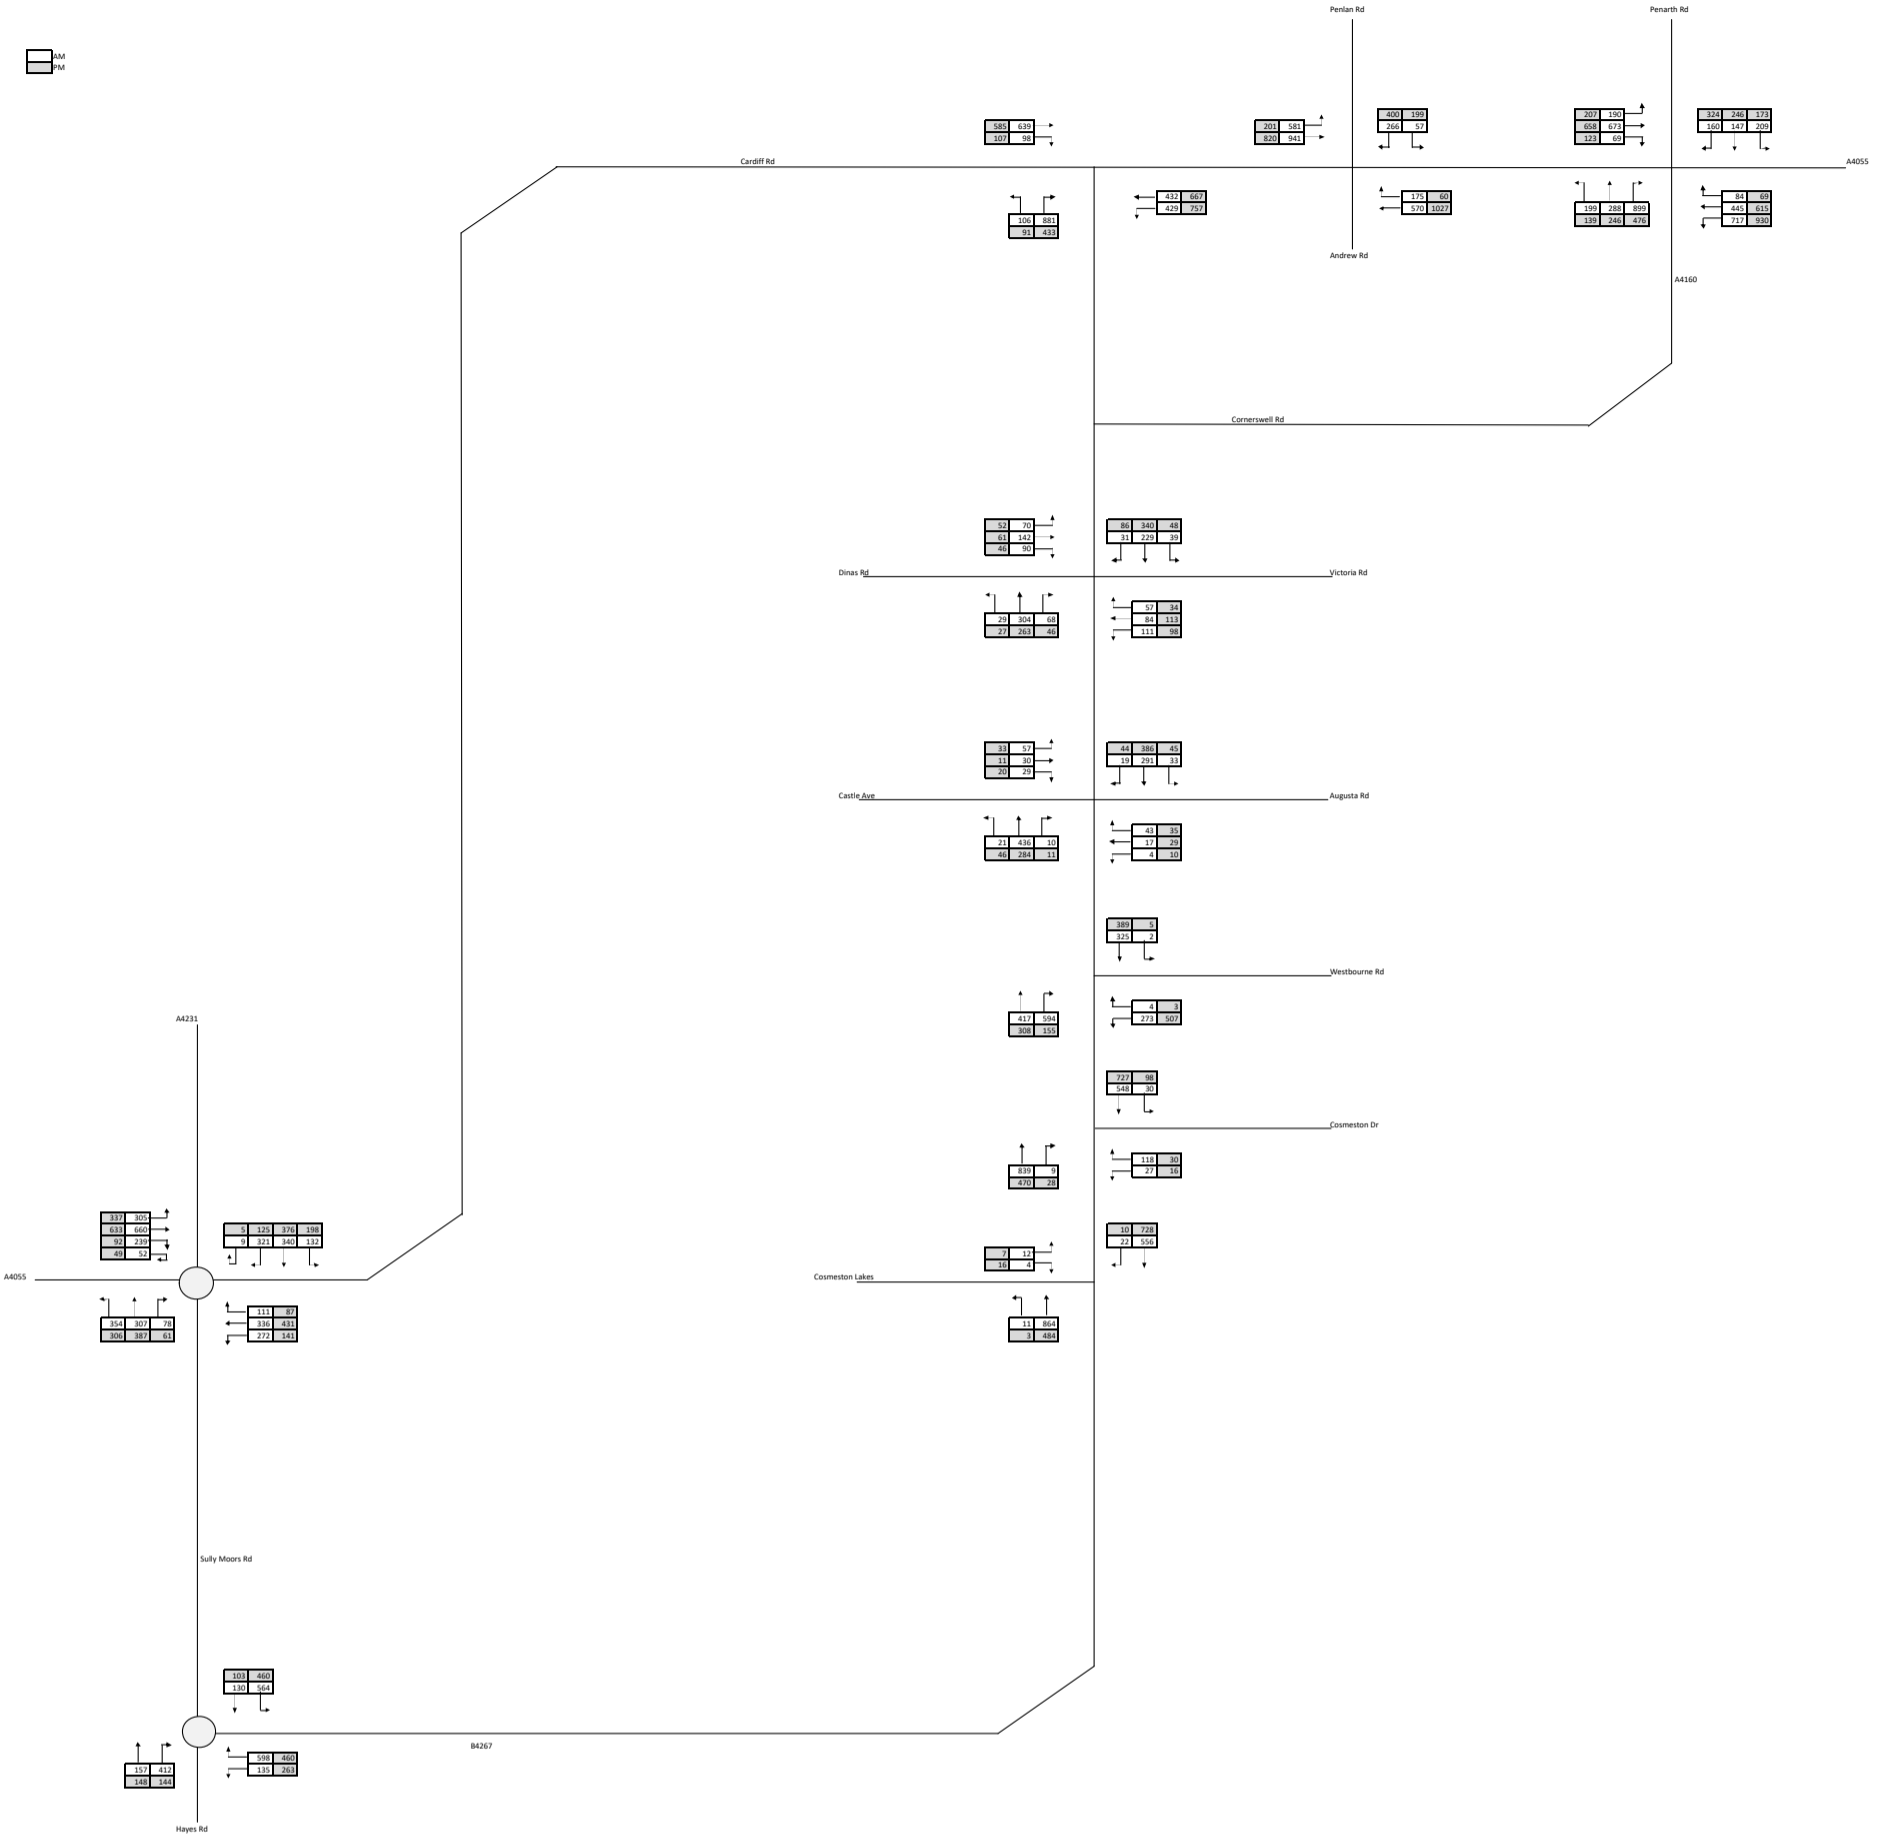 Penlan Rd
Penarth Rd
AM
PM
585 639
107 98
201 581
820 941
400 199
266 57
207 190
658 673
123 69
324 246 173
160 147 209
Cardiff Rd
A4055
106 881
91 433
432 667
429 757
175 60
570 1027
199 288 899
139 246 476
84 69
445 615
717 930
Andrew Rd
A4160
Cornerswell Rd
52 70
61 142
46 90
86 340 48
31 229 39
Dinas Rd
Victoria Rd
29 304 68
27 263 46
57 34
84 113
111 98
33 57
11 30
20 29
44 386 45
19 291 33
Castle Ave
Augusta Rd
21 436 10
46 284 11
43 35
17 29
4 10
389 5
325 2
Westbourne Rd
417 594
308 155
4 3
273 507
A4231
727 98
548 30
Cosmeston Dr
839 9
470 28
118 30
27 16
337 305
633 660
92 239
49 52
5 125 376 198
9 321 340 132
7 12
16 4
10 728
22 556
A4055
Cosmeston Lakes
354 307 78
306 387 61
111 87
336 431
272 141
11 864
3 484
Sully Moors Rd
103 460
130 564
B4267
157 412
148 144
598 460
135 263
Hayes Rd